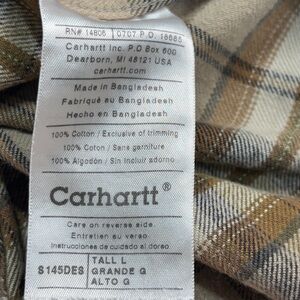 RN# 14806 0707 P.O. 18685
Carhartt Inc. P.O Box 600
Dearborn, MI 48121 USA
carhartt.com
Made in Bangladesh
Fabriqué au Bangladesh
Hecho en Bangladesh
100% Cotton / Exclusive of trimming
100% Coton / Sans garniture
100% Algodón / Sin incluir adorno
Carhartt®
Care on reverse side.
Entretien au verso.
Instrucciones de cuidado al dorso.
S145DES
TALL L
GRANDE G
ALTO G